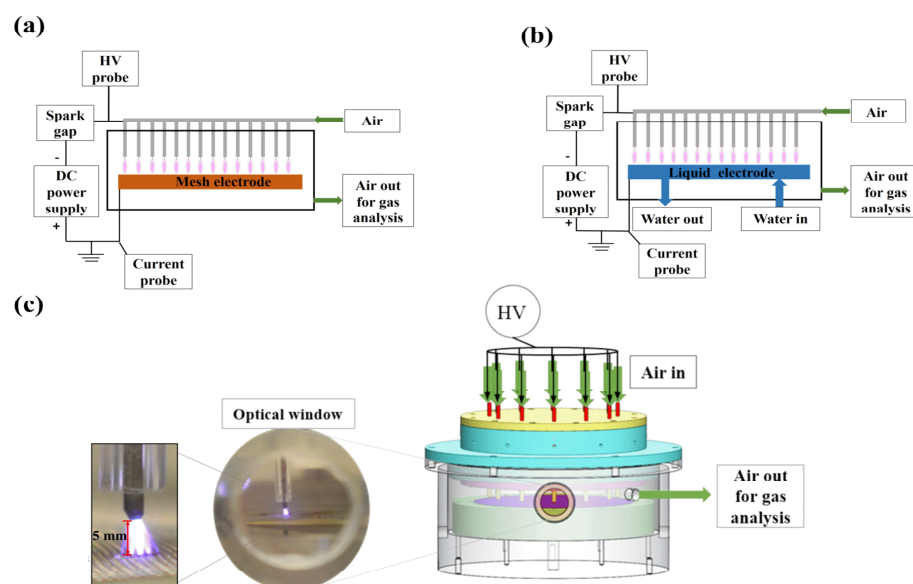 (a)
HV
probe
Spark
gap
Air
-
DC
power
supply
+
Mesh electrode
Air out
for gas
analysis
Current
probe
(b)
HV
probe
Spark
gap
Air
-
DC
power
supply
+
Liquid electrode
Air out
for gas
analysis
Water out
Water in
Current
probe
(c)
HV
Air in
Optical window
5 mm
Air out
for gas
analysis